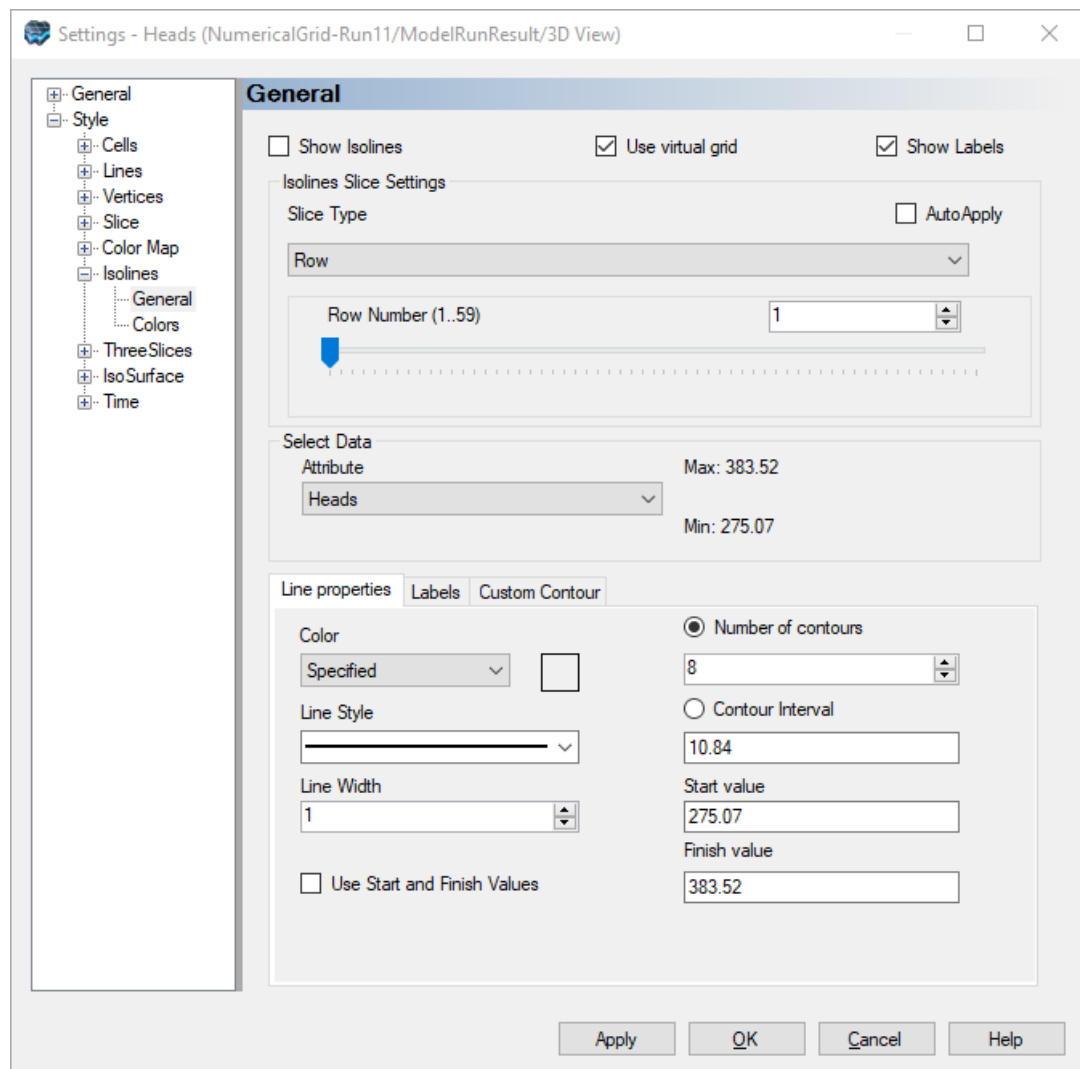 Settings - Heads (NumericalGrid-Run11/ModelRunResult/3D View)
General
Style
Cells
Lines
Vertices
Slice
Color Map
Isolines
General
Colors
ThreeSlices
IsoSurface
Time
General
Show Isolines
Use virtual grid
Show Labels
Isolines Slice Settings
Slice Type
AutoApply
Row
Row Number (1..59)
1
Select Data
Attribute
Max: 383.52
Heads
Min: 275.07
Line properties
Labels
Custom Contour
Color
Number of contours
Specified
8
Line Style
Contour Interval
10.84
Line Width
Start value
1
275.07
Finish value
Use Start and Finish Values
383.52
Apply
OK
Cancel
Help